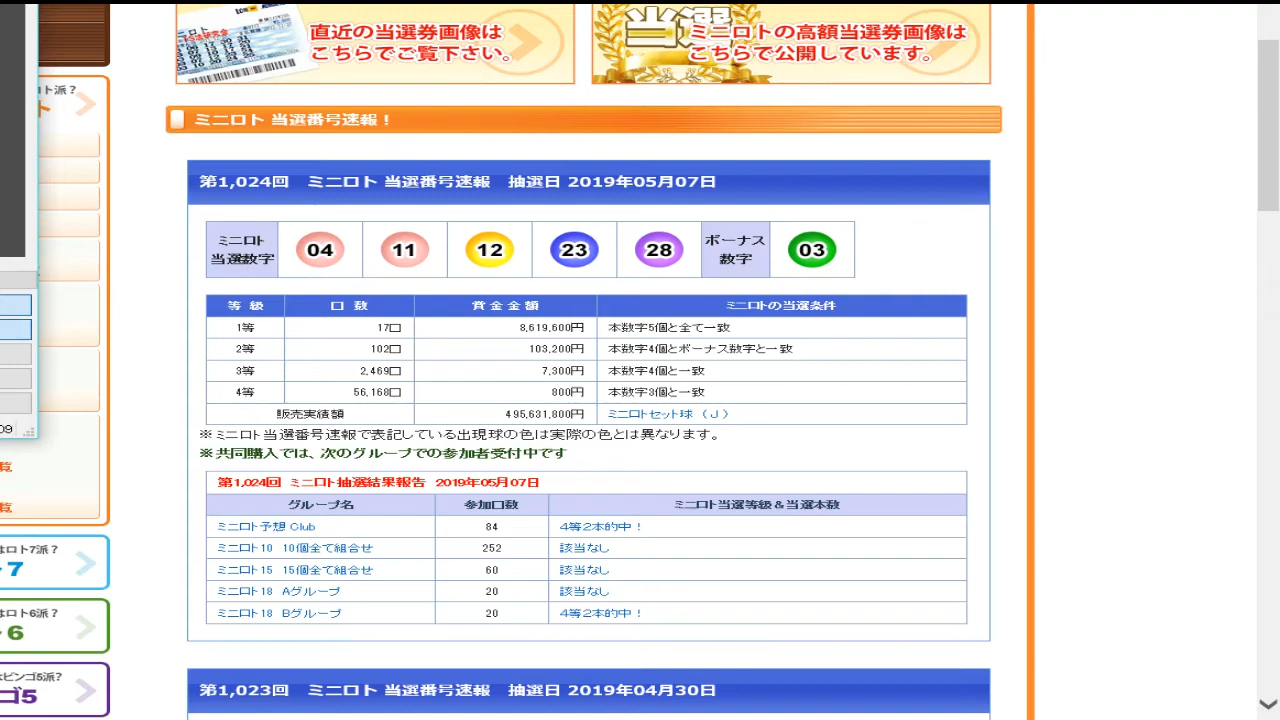 直近の当選券画像は
こちらでご覧下さい。
当選
ミニロトの高額当選券画像は
こちらで公開しています。
ト派？
ト
ミニロト 当選番号速報！
第1,024回 ミニロト 当選番号速報 抽選日 2019年05月07日
ミニロト 当選数字 04 11 12 23 28 ボーナス 数字 03
等 級 口 数 賞 金 金 額 ミニロトの当選条件
1等 17口 8,619,600円 本数字5個と全て一致
2等 102口 103,200円 本数字4個とボーナス数字と一致
3等 2,469口 7,300円 本数字4個と一致
4等 56,168口 800円 本数字3個と一致
販売実績額 495,631,800円 ミニロトセット球 （Ｊ）
09
※ミニロト当選番号速報で表記している出現球の色は実際の色とは異なります。
※共同購入では、次のグループでの参加者受付中です
覧
第1,024回 ミニロト抽選結果報告 2019年05月07日
グループ名 参加口数 ミニロト当選等級＆当選本数
覧
ミニロト予想 Club 84 4等2本的中！
ミニロト10 10個全て組合せ 252 該当なし
ミニロト15 15個全て組合せ 60 該当なし
ミニロト18 Aグループ 20 該当なし
ミニロト18 Bグループ 20 4等2本的中！
はロト7派？
7
はロト6派？
6
はビンゴ5派？
ゴ5
第1,023回 ミニロト 当選番号速報 抽選日 2019年04月30日